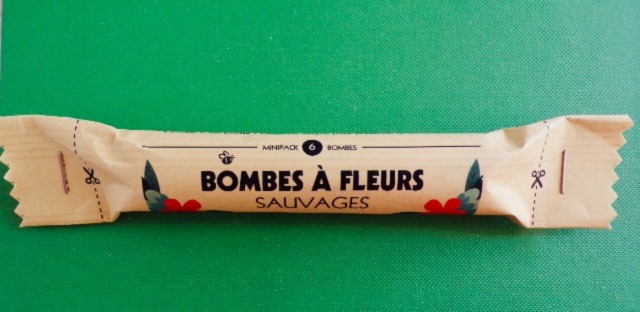 MINIPACK 6 BOMBES
BOMBES À FLEURS
SAUVAGES